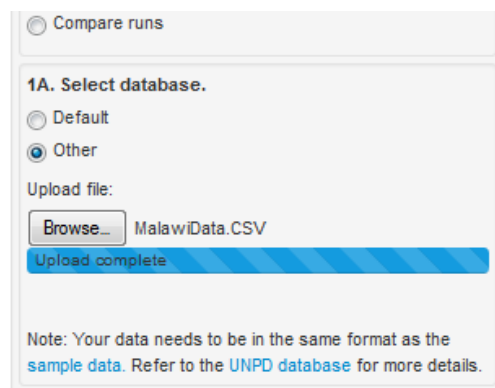 Compare runs
1A. Select database.
Default
Other
Upload file:
Browse... MalawiData.CSV
Upload complete
Note: Your data needs to be in the same format as the
sample data. Refer to the UNPD database for more details.